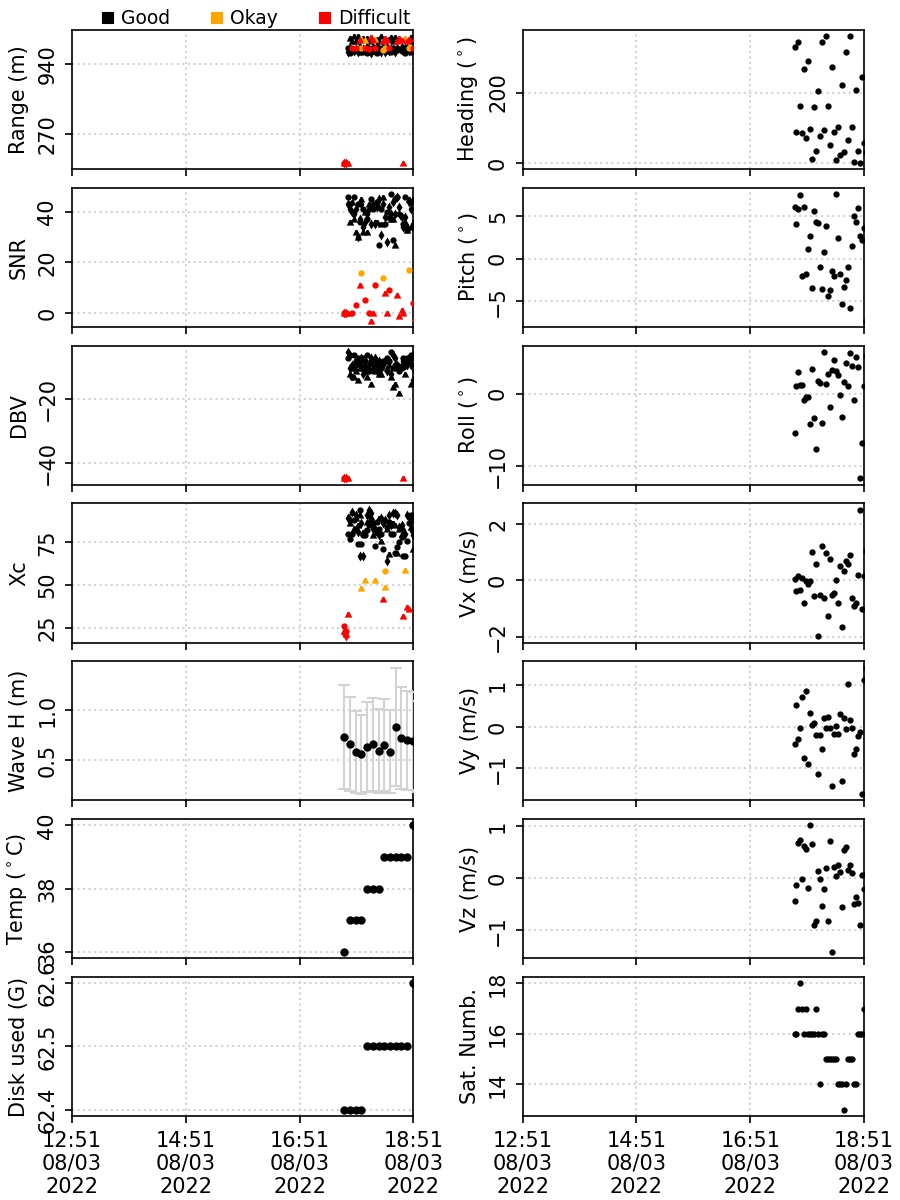 Good Okay Difficult
Range (m)
940
270
Heading (°)
200
0
SNR
40
20
0
Pitch (°)
5
0
−5
DBV
−20
−40
Roll (°)
0
−10
Xc
75
50
25
Vx (m/s)
2
0
−2
Wave H (m)
1.0
0.5
Vy (m/s)
1
0
−1
Temp (°C)
40
38
36
Vz (m/s)
1
0
−1
Disk used (G)
62.6
62.5
62.4
Sat. Numb.
18
16
14
12:51 14:51 16:51 18:51 12:51 14:51 16:51 18:51
08/03 08/03 08/03 08/03 08/03 08/03 08/03 08/03
2022 2022 2022 2022 2022 2022 2022 2022